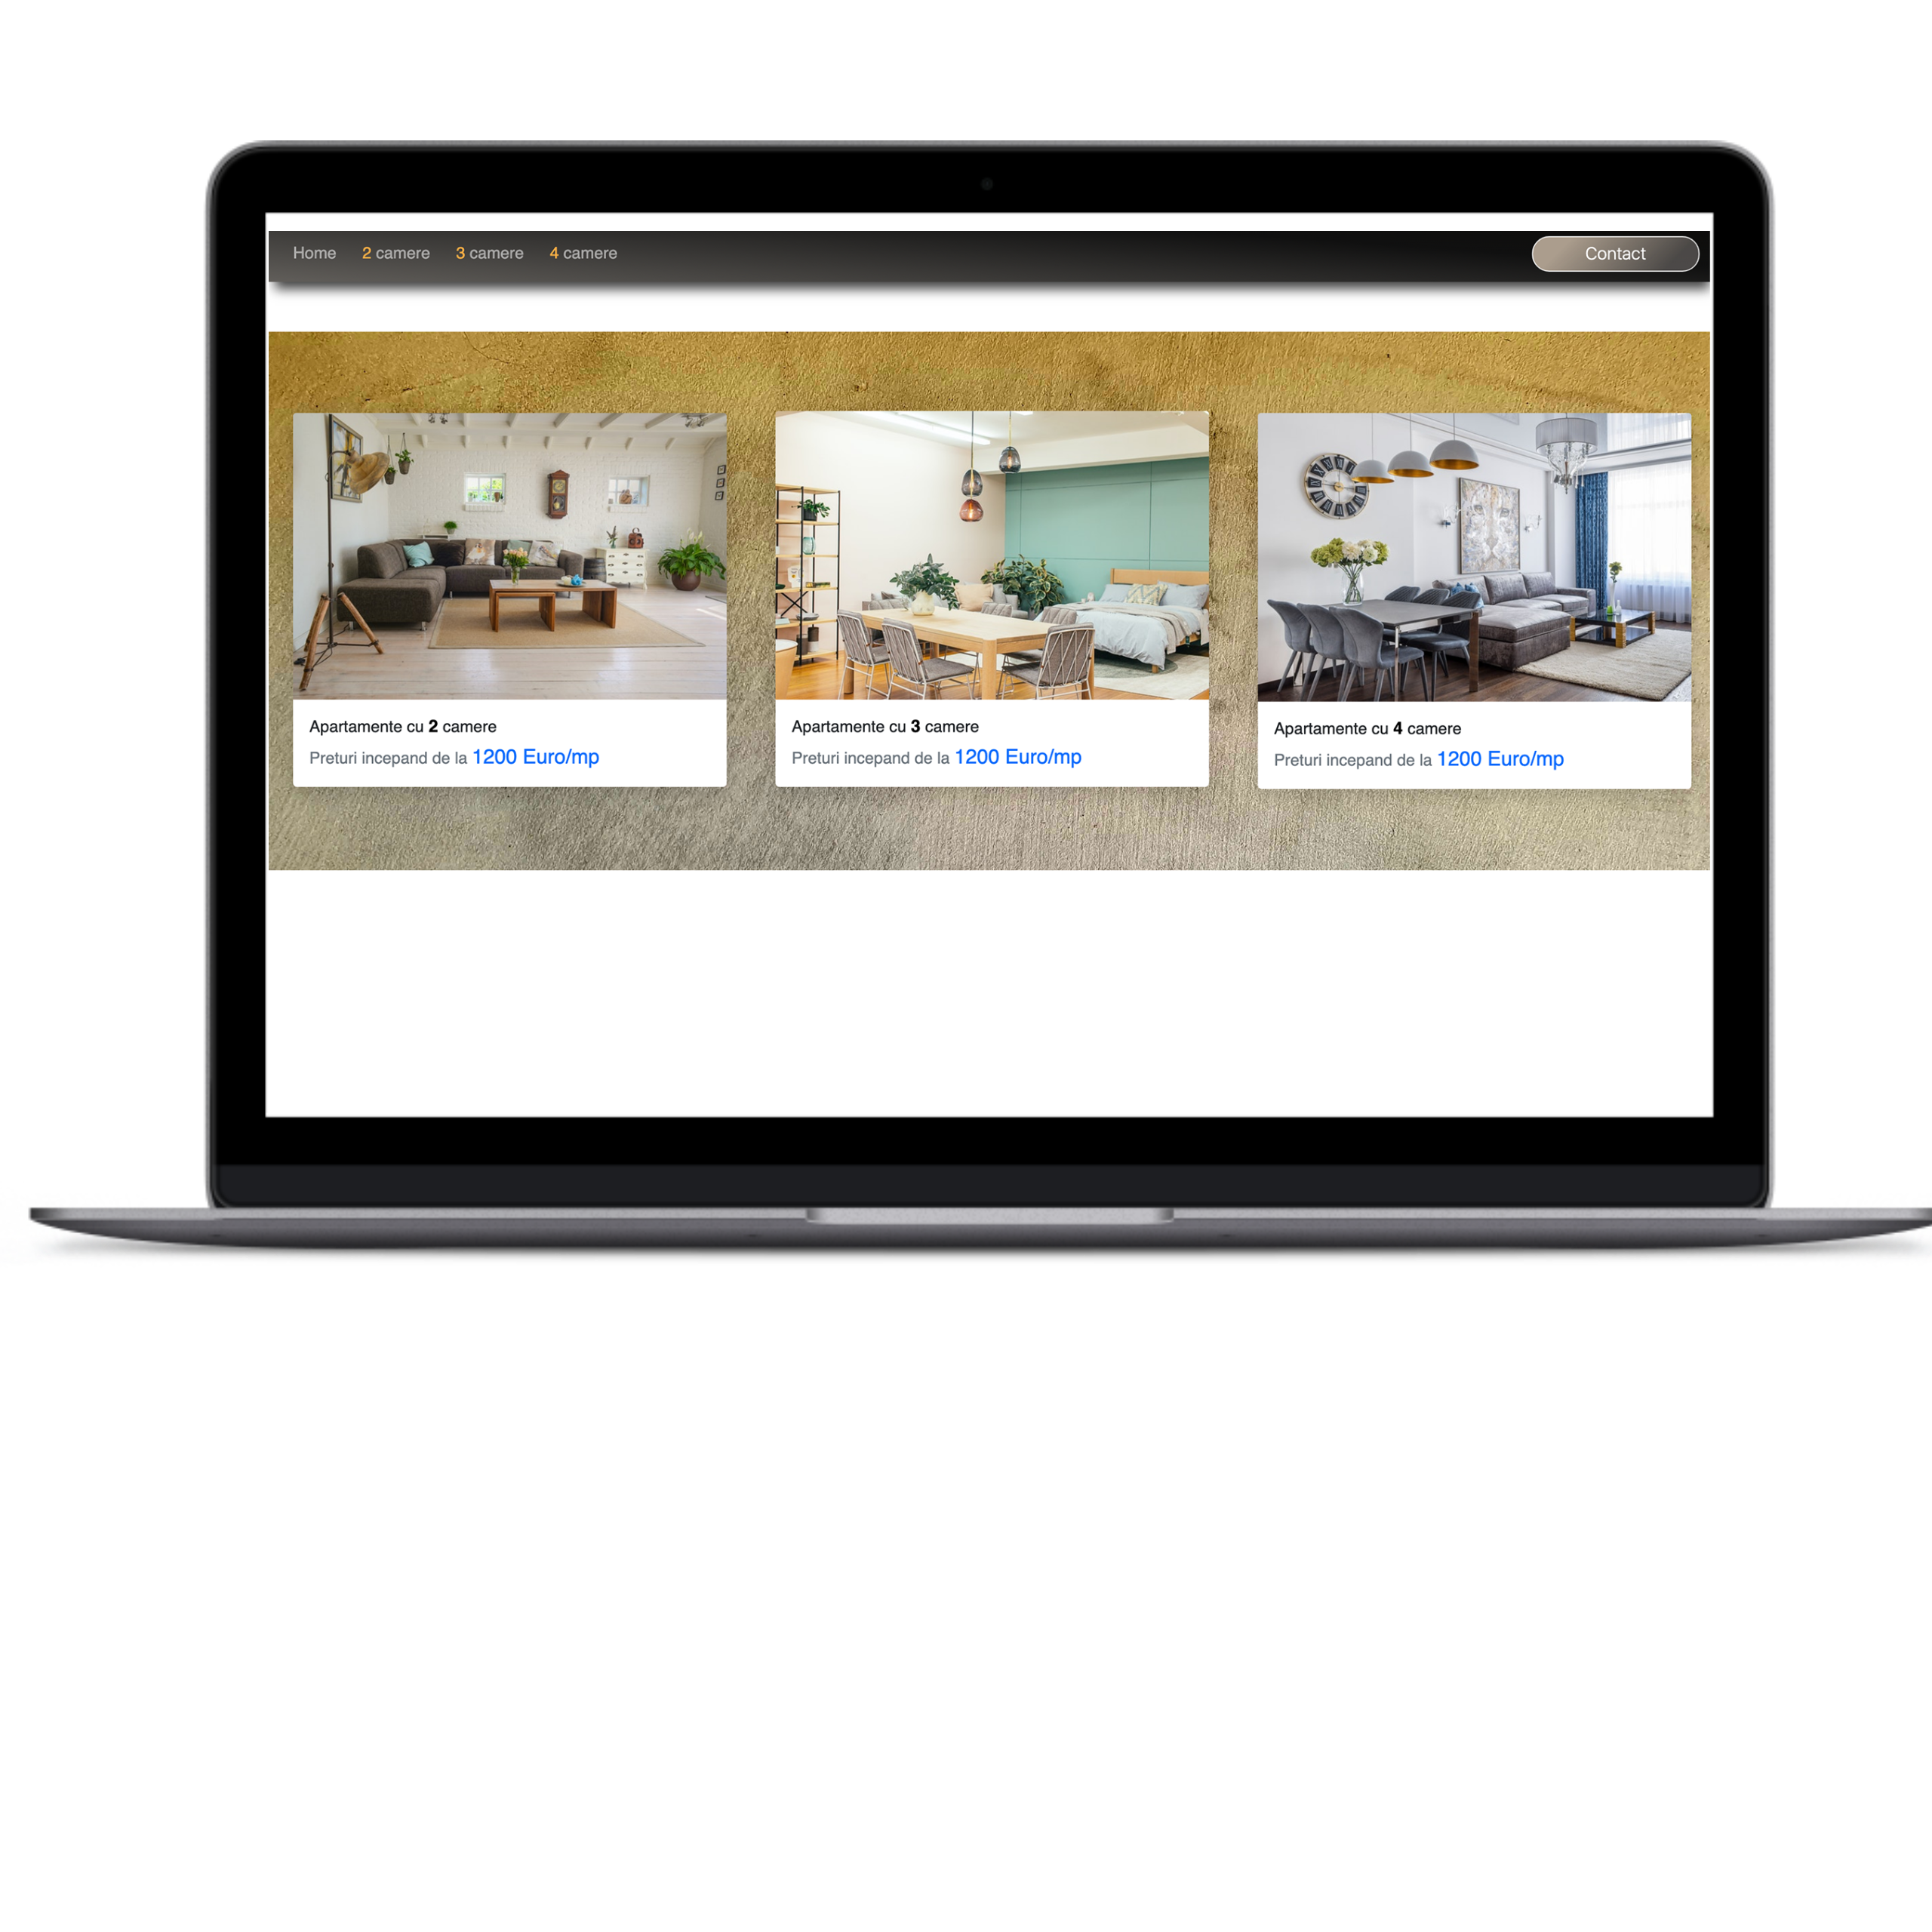 Home 2 camere 3 camere 4 camere Contact
Apartamente cu 2 camere
Preturi incepand de la 1200 Euro/mp
Apartamente cu 3 camere
Preturi incepand de la 1200 Euro/mp
Apartamente cu 4 camere
Preturi incepand de la 1200 Euro/mp